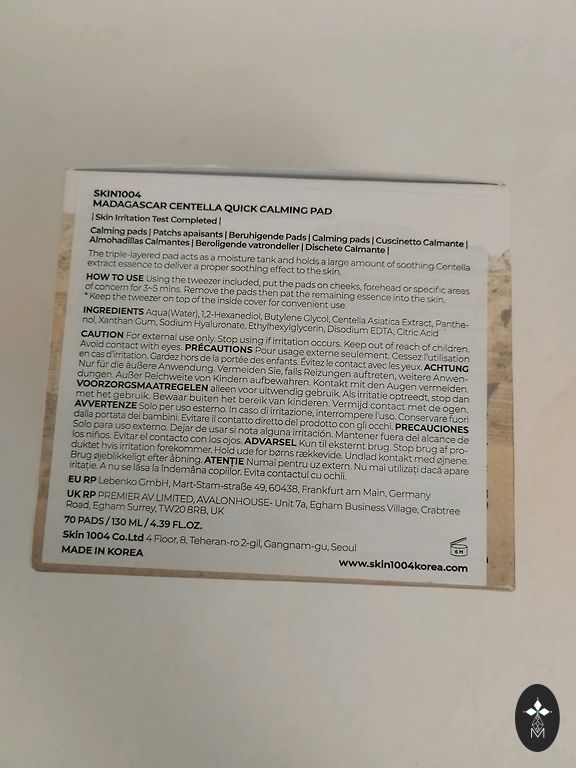 SKIN1004
MADAGASCAR CENTELLA QUICK CALMING PAD
| Skin Irritation Test Completed |
Calming pads | Patchs apaisants | Beruhigende Pads | Calming pads | Cuscinetto Calmante |
Almohadillas Calmantes | Beroligende vatrondeller | Dischete Calmante |
The triple-layered pad acts as a moisture tank and holds a large amount of soothing Centella
extract essence to deliver a proper soothing effect to the skin.
HOW TO USE Using the tweezer included, put the pads on cheeks, forehead or specific areas
of concern for 3~5 mins. Remove the pads then pat the remaining essence into the skin.
* Keep the tweezer on top of the inside cover for convenient use.
INGREDIENTS Aqua(Water), 1,2-Hexanediol, Butylene Glycol, Centella Asiatica Extract, Panthe-
nol, Xanthan Gum, Sodium Hyaluronate, Ethylhexylglycerin, Disodium EDTA, Citric Acid
CAUTION For external use only. Stop using if irritation occurs. Keep out of reach of children.
Avoid contact with eyes. PRÉCAUTIONS Pour usage externe seulement. Cessez l'utilisation
en cas d'irritation. Gardez hors de la portée des enfants. Évitez le contact avec les yeux. ACHTUNG
Nur für die äußere Anwendung. Vermeiden Sie, falls Reizungen auftreten, weitere Anwen-
dungen. Außer Reichweite von Kindern aufbewahren. Kontakt mit den Augen vermeiden.
VOORZORGSMAATREGELEN alleen voor uitwendig gebruik. Als irritatie optreedt, stop dan
met het gebruik. Bewaar buiten het bereik van kinderen. Vermijd contact met de ogen.
AVVERTENZE Solo per uso esterno. In caso di irritazione, interrompere l'uso. Conservare fuori
dalla portata dei bambini. Evitare il contatto diretto del prodotto con gli occhi. PRECAUCIONES
Solo para uso externo. Dejar de usar si nota alguna irritación. Mantener fuera del alcance de
los niños. Evitar el contacto con los ojos. ADVARSEL Kun til eksternt brug. Stop brug af pro-
duktet hvis irritation forekommer. Hold ude for børns rækkevide. Undlad kontakt med øjnene.
Brug øjeblikkeligt efter åbning. ATENȚIE Numai pentru uz extern. Nu mai utilizați dacă apare
iritație. A nu se lăsa la îndemâna copiilor. Evita contactul cu ochii.
EU RP Lebenko GmbH, Mart-Stam-straße 49, 60438, Frankfurt am Main, Germany
UK RP PREMIER AV LIMITED, AVALONHOUSE- Unit 7a, Egham Business Village, Crabtree
Road, Egham Surrey, TW20 8RB, UK
70 PADS / 130 ML / 4.39 FL.OZ.
Skin 1004 Co.Ltd 4 Floor, 8, Teheran-ro 2-gil, Gangnam-gu, Seoul
MADE IN KOREA
6 M
www.skin1004korea.com
M